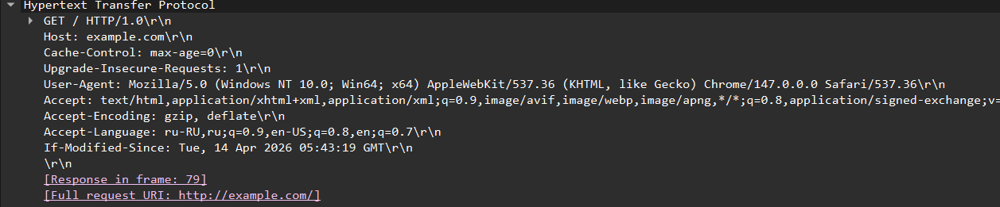 Hypertext Transfer Protocol
GET / HTTP/1.0\r\n
Host: example.com\r\n
Cache-Control: max-age=0\r\n
Upgrade-Insecure-Requests: 1\r\n
User-Agent: Mozilla/5.0 (Windows NT 10.0; Win64; x64) AppleWebKit/537.36 (KHTML, like Gecko) Chrome/147.0.0.0 Safari/537.36\r\n
Accept: text/html,application/xhtml+xml,application/xml;q=0.9,image/avif,image/webp,image/apng,*/*;q=0.8,application/signed-exchange;v=
Accept-Encoding: gzip, deflate\r\n
Accept-Language: ru-RU,ru;q=0.9,en-US;q=0.8,en;q=0.7\r\n
If-Modified-Since: Tue, 14 Apr 2026 05:43:19 GMT\r\n
\r\n
[Response in frame: 79]
[Full request URI: http://example.com/]